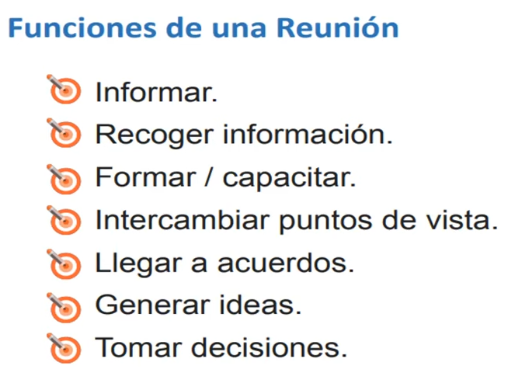 Funciones de una Reunión
Informar.
Recoger información.
Formar / capacitar.
Intercambiar puntos de vista.
Llegar a acuerdos.
Generar ideas.
Tomar decisiones.